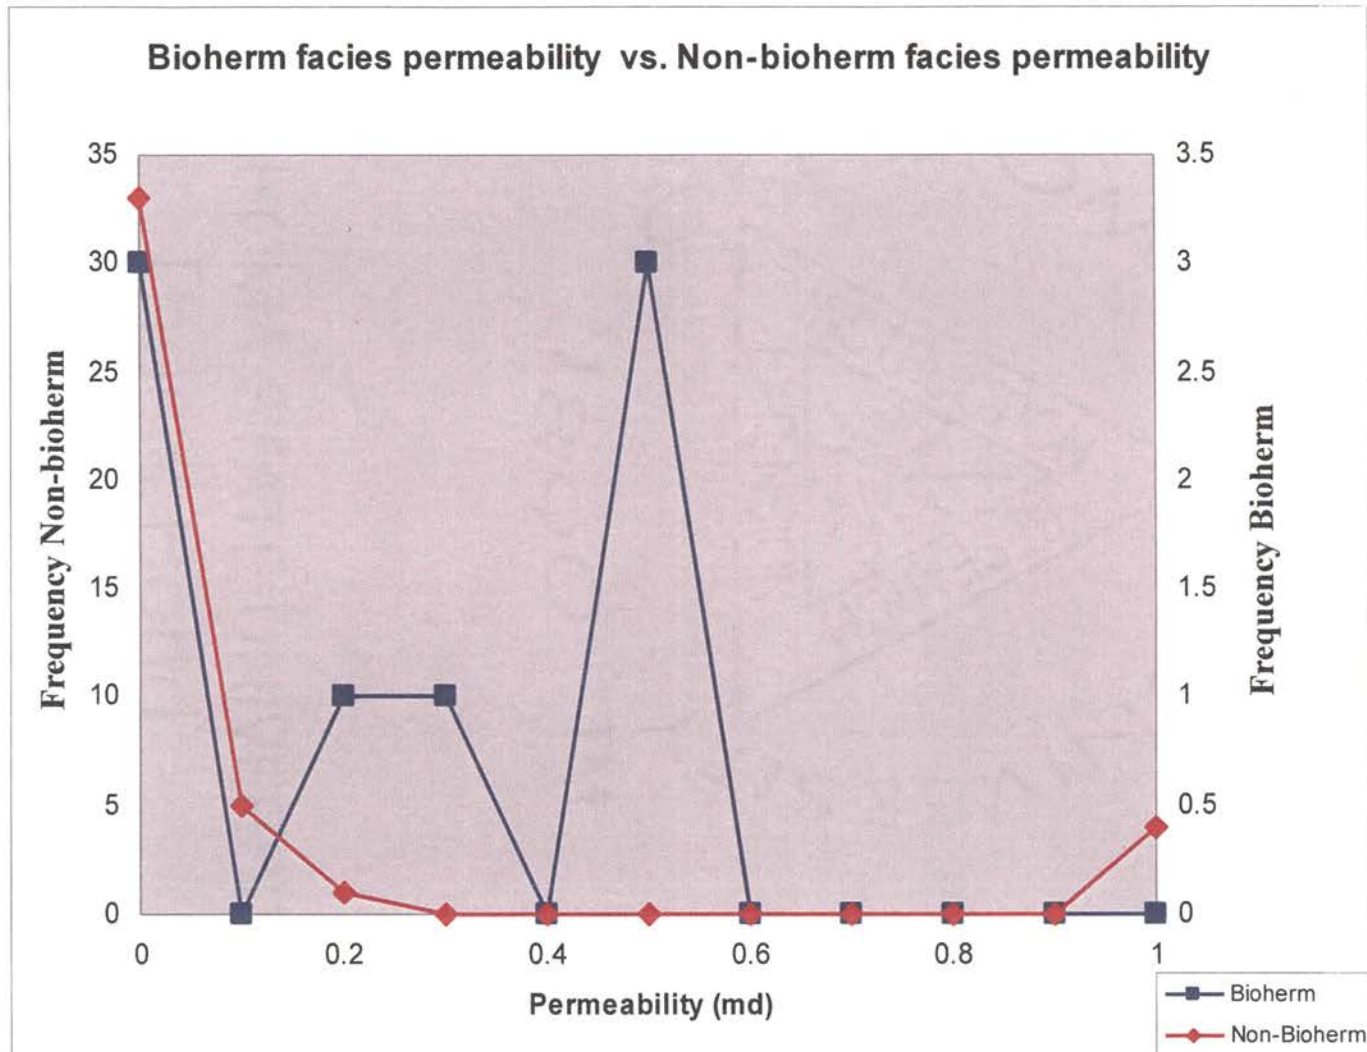 Bioherm facies permeability vs. Non-bioherm facies permeability
35
30
25
20
15
10
5
0
Frequency Non-bioherm
3.5
3
2.5
2
1.5
1
0.5
0
Frequency Bioherm
0 0.2 0.4 0.6 0.8 1
Permeability (md)
Bioherm
Non-Bioherm